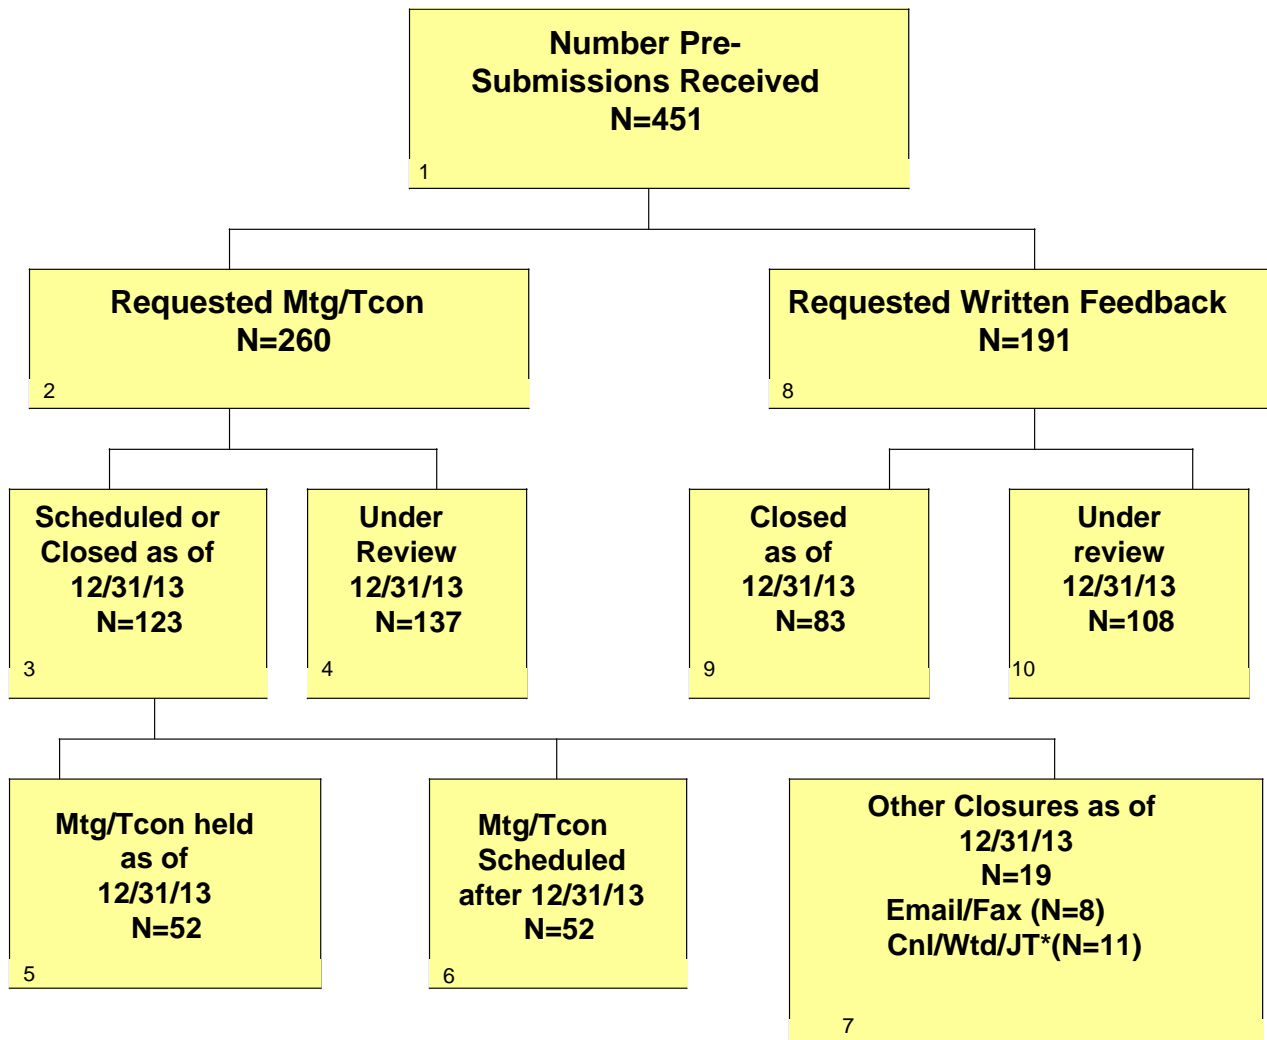 Number Pre-
Submissions Received
N=451
1
Requested Mtg/Tcon
N=260
2
Requested Written Feedback
N=191
8
Scheduled or
Closed as of
12/31/13
N=123
3
Under
Review
12/31/13
N=137
4
Closed
as of
12/31/13
N=83
9
Under
review
12/31/13
N=108
10
Mtg/Tcon held
as of
12/31/13
N=52
5
Mtg/Tcon
Scheduled
after 12/31/13
N=52
6
Other Closures as of
12/31/13
N=19
Email/Fax (N=8)
Cnl/Wtd/JT*(N=11)
7